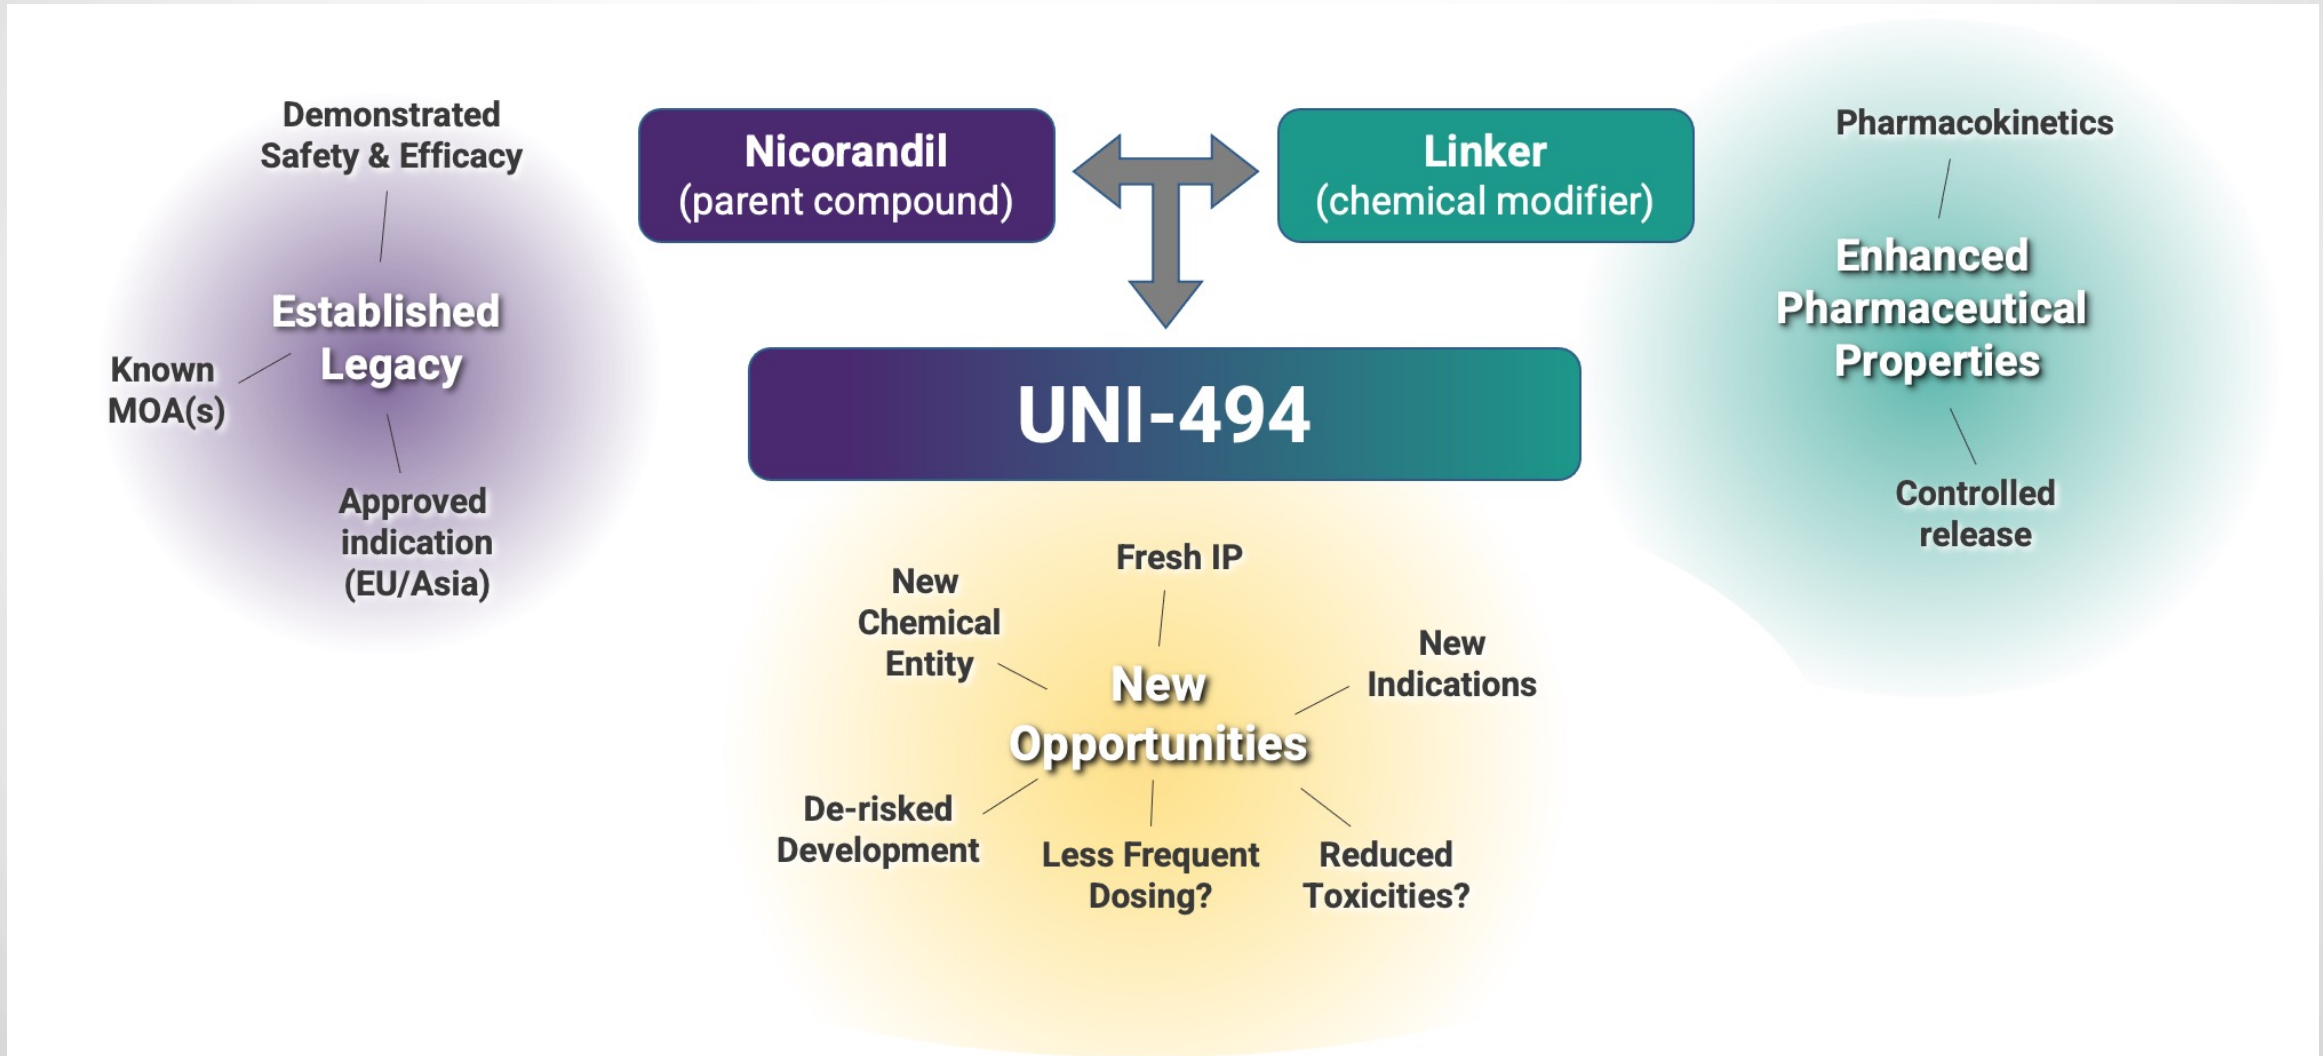 Demonstrated
Safety & Efficacy
Established
Legacy
Known
MOA(s)
Approved
indication
(EU/Asia)
Nicorandil
(parent compound)
Linker
(chemical modifier)
UNI-494
Pharmacokinetics
Enhanced
Pharmaceutical
Properties
Controlled
release
Fresh IP
New
Chemical
Entity
New
Indications
New
Opportunities
De-risked
Development
Less Frequent
Dosing?
Reduced
Toxicities?